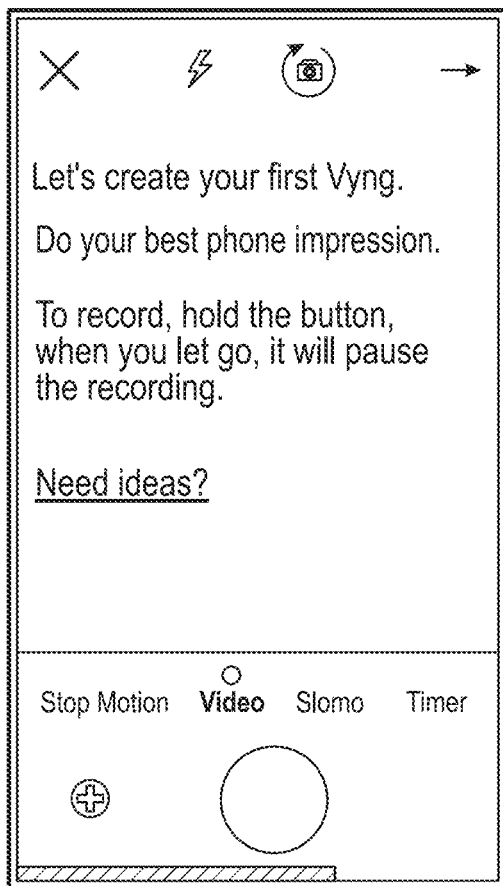 Let's create your first Vyng.
Do your best phone impression.
To record, hold the button,
when you let go, it will pause
the recording.
Need ideas?
Stop Motion Video Slomo Timer